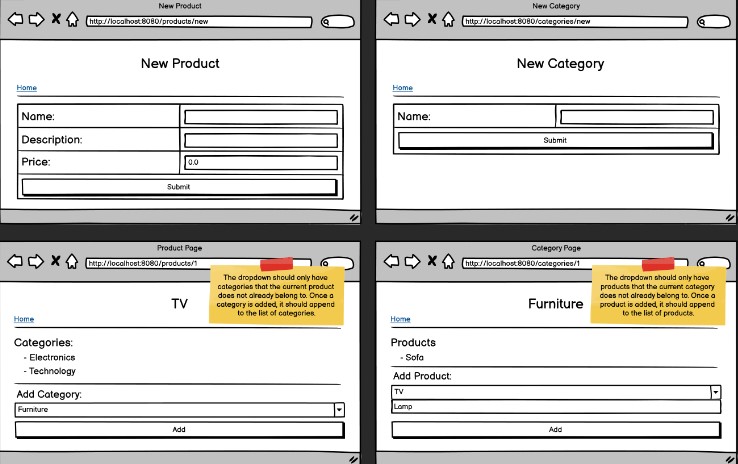 New Product
http://localhost:8080/products/new
New Product
Home
Name:
Description:
Price:
0.0
Submit
New Category
http://localhost:8080/categories/new
New Category
Home
Name:
Submit
Product Page
http://localhost:8080/products/1
The dropdown should only have
categories that the current product
does not already belong to. Once a
category is added, it should append
to the list of categories.
TV
Home
Categories:
- Electronics
- Technology
Add Category:
Furniture
Add
Category Page
http://localhost:8080/categories/1
The dropdown should only have
products that the current category
does not already belong to. Once a
product is added, it should append
to the list of products.
Furniture
Home
Products
- Sofa
Add Product:
TV
Lamp
Add